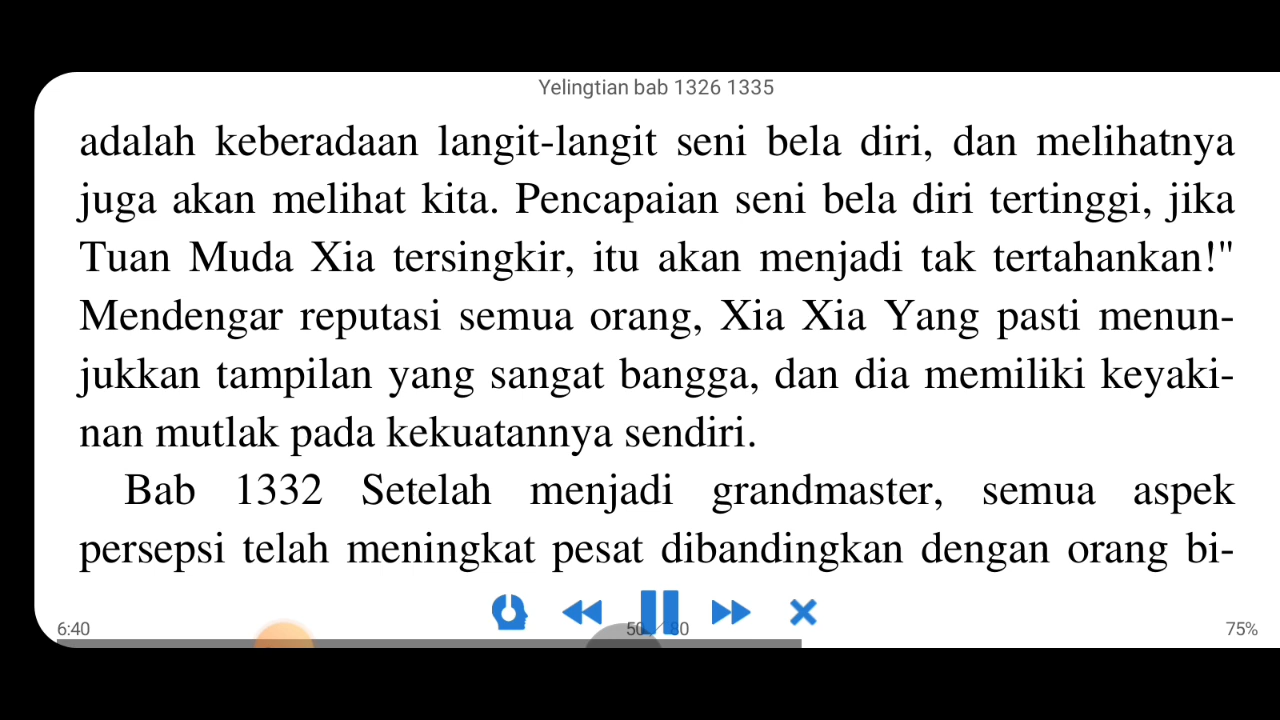 Yelingtian bab 1326 1335
adalah keberadaan langit-langit seni bela diri, dan melihatnya
juga akan melihat kita. Pencapaian seni bela diri tertinggi, jika
Tuan Muda Xia tersingkir, itu akan menjadi tak tertahankan!"
Mendengar reputasi semua orang, Xia Xia Yang pasti menun-
jukkan tampilan yang sangat bangga, dan dia memiliki keyaki-
nan mutlak pada kekuatannya sendiri.
Bab 1332 Setelah menjadi grandmaster, semua aspek
persepsi telah meningkat pesat dibandingkan dengan orang bi-
6:40 50 / 80 75%